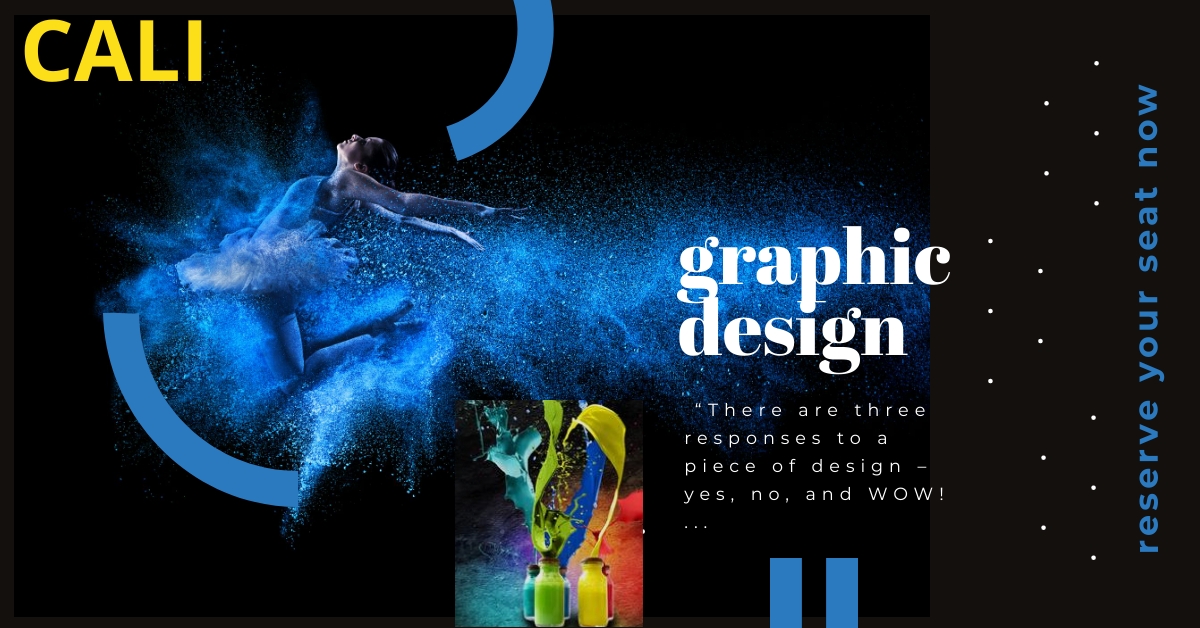 CALI
graphic
design
“There are three
responses to a
piece of design –
yes, no, and WOW!
...
reserve your seat now